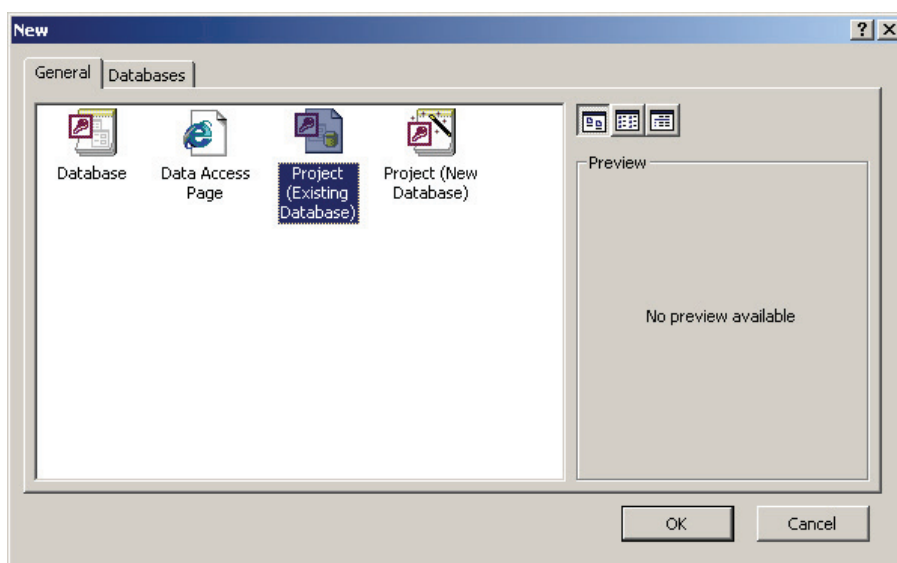 New
General Databases
Database
Data Access
Page
Project
(Existing
Database)
Project (New
Database)
Preview
No preview available
OK Cancel